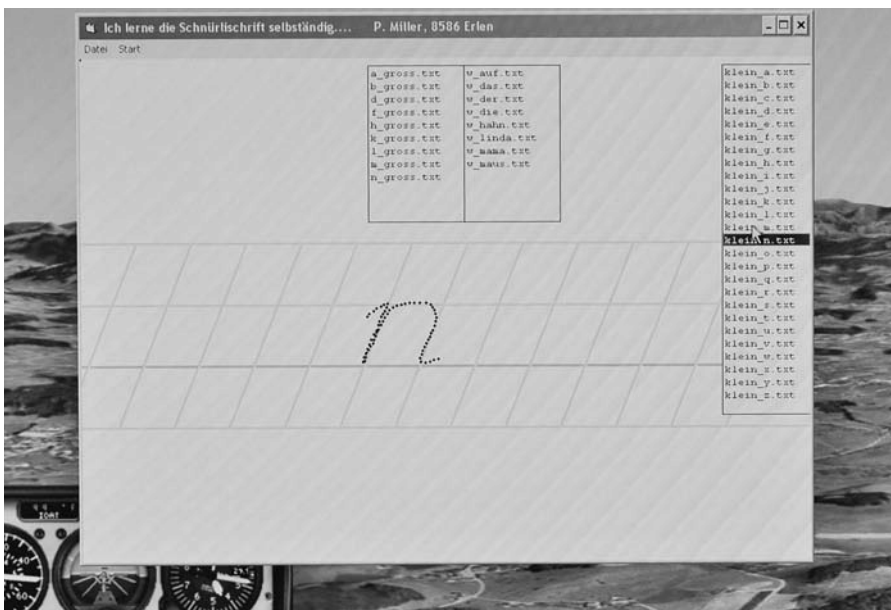 Ich lerne die Schnürlischrift selbständig.... P. Miller, 8586 Erlen
Datei Start
a_gross.txt
b_gross.txt
d_gross.txt
f_gross.txt
h_gross.txt
k_gross.txt
l_gross.txt
m_gross.txt
n_gross.txt
w_auf.txt
w_das.txt
w_der.txt
w_die.txt
w_hahn.txt
w_linda.txt
w_mama.txt
w_maus.txt
klein_a.txt
klein_b.txt
klein_c.txt
klein_d.txt
klein_e.txt
klein_f.txt
klein_g.txt
klein_h.txt
klein_i.txt
klein_j.txt
klein_k.txt
klein_l.txt
klein_m.txt
klein_n.txt
klein_o.txt
klein_p.txt
klein_q.txt
klein_r.txt
klein_s.txt
klein_t.txt
klein_u.txt
klein_v.txt
klein_w.txt
klein_x.txt
klein_y.txt
klein_z.txt
n